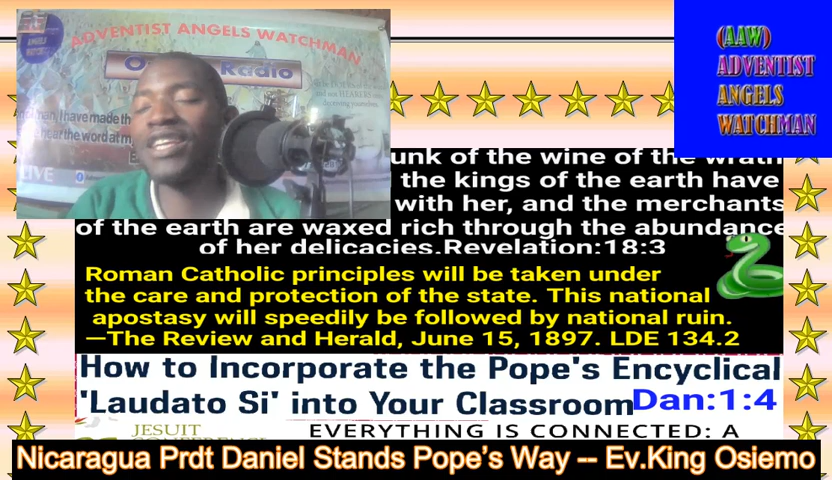 ADVENTIST ANGELS WATCHMAN
Radio
LIVE
(AAW)
ADVENTIST
ANGELS
WATCHMAN
of the wine of the wrath
the kings of the earth have
with her, and the merchants
of the earth are waxed rich through the abundance
of her delicacies.Revelation:18:3
Roman Catholic principles will be taken under
the care and protection of the state. This national
apostasy will speedily be followed by national ruin.
—The Review and Herald, June 15, 1897. LDE 134.2
How to Incorporate the Pope's Encyclical
'Laudato Si' into Your Classroom
Dan:1:4
JESUIT
EVERYTHING IS CONNECTED: A
Nicaragua Prdt Daniel Stands Pope's Way -- Ev.King Osiemo